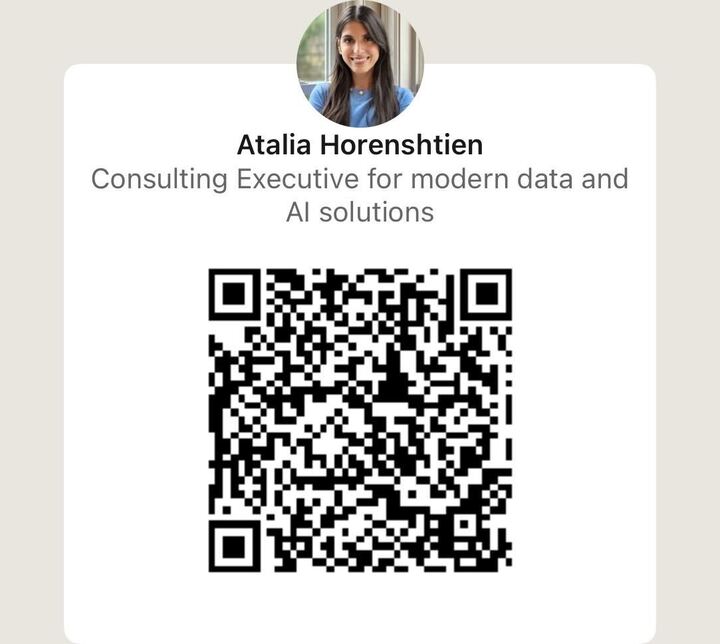 Atalia Horenshtien
Consulting Executive for modern data and
AI solutions